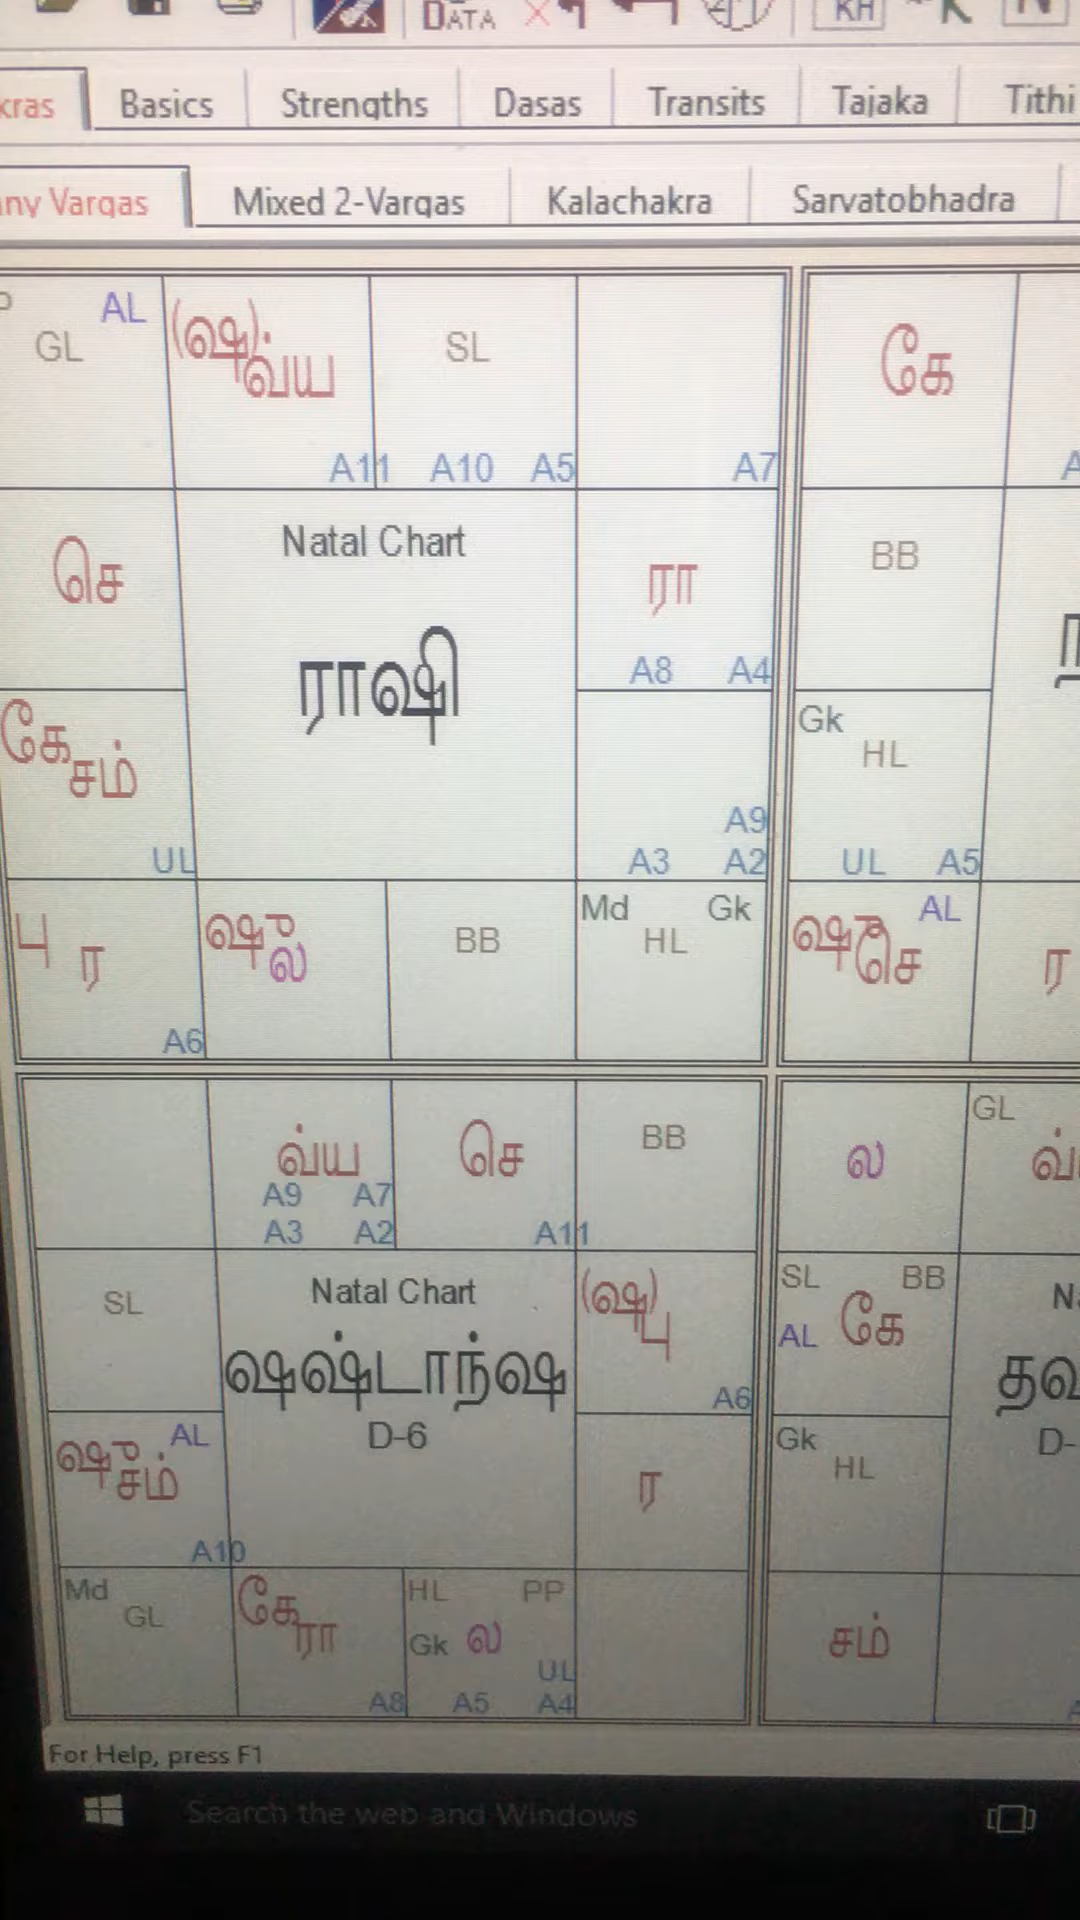 DATA KH
Basics Strengths Dasas Transits Tajaka Tithi
Vargas Mixed 2-Vargas Kalachakra Sarvatobhadra
AL
GL
(ஷு)
வ்ய
SL
A11 A10 A5 A7
கே
செ
Natal Chart
ராஷி
ரா
A8 A4
BB
கே
சம்
UL
A9
A3 A2
Gk
HL
UL A5
பு ர
A6
ல
BB
Md Gk
HL
AL
செ
ர
வ்ய
A9 A7
A3 A2
செ
A11
BB
ல
GL
SL
Natal Chart
ஷஷ்டாந்ஷ
D-6
(ஷு)
பு
A6
SL BB
AL கே
AL
சம்
A10
ர
Gk
HL
Md
GL
கே
ரா
A8
HL PP
Gk ல
UL
A5 A4
சம்
For Help, press F1
Search the web and Windows